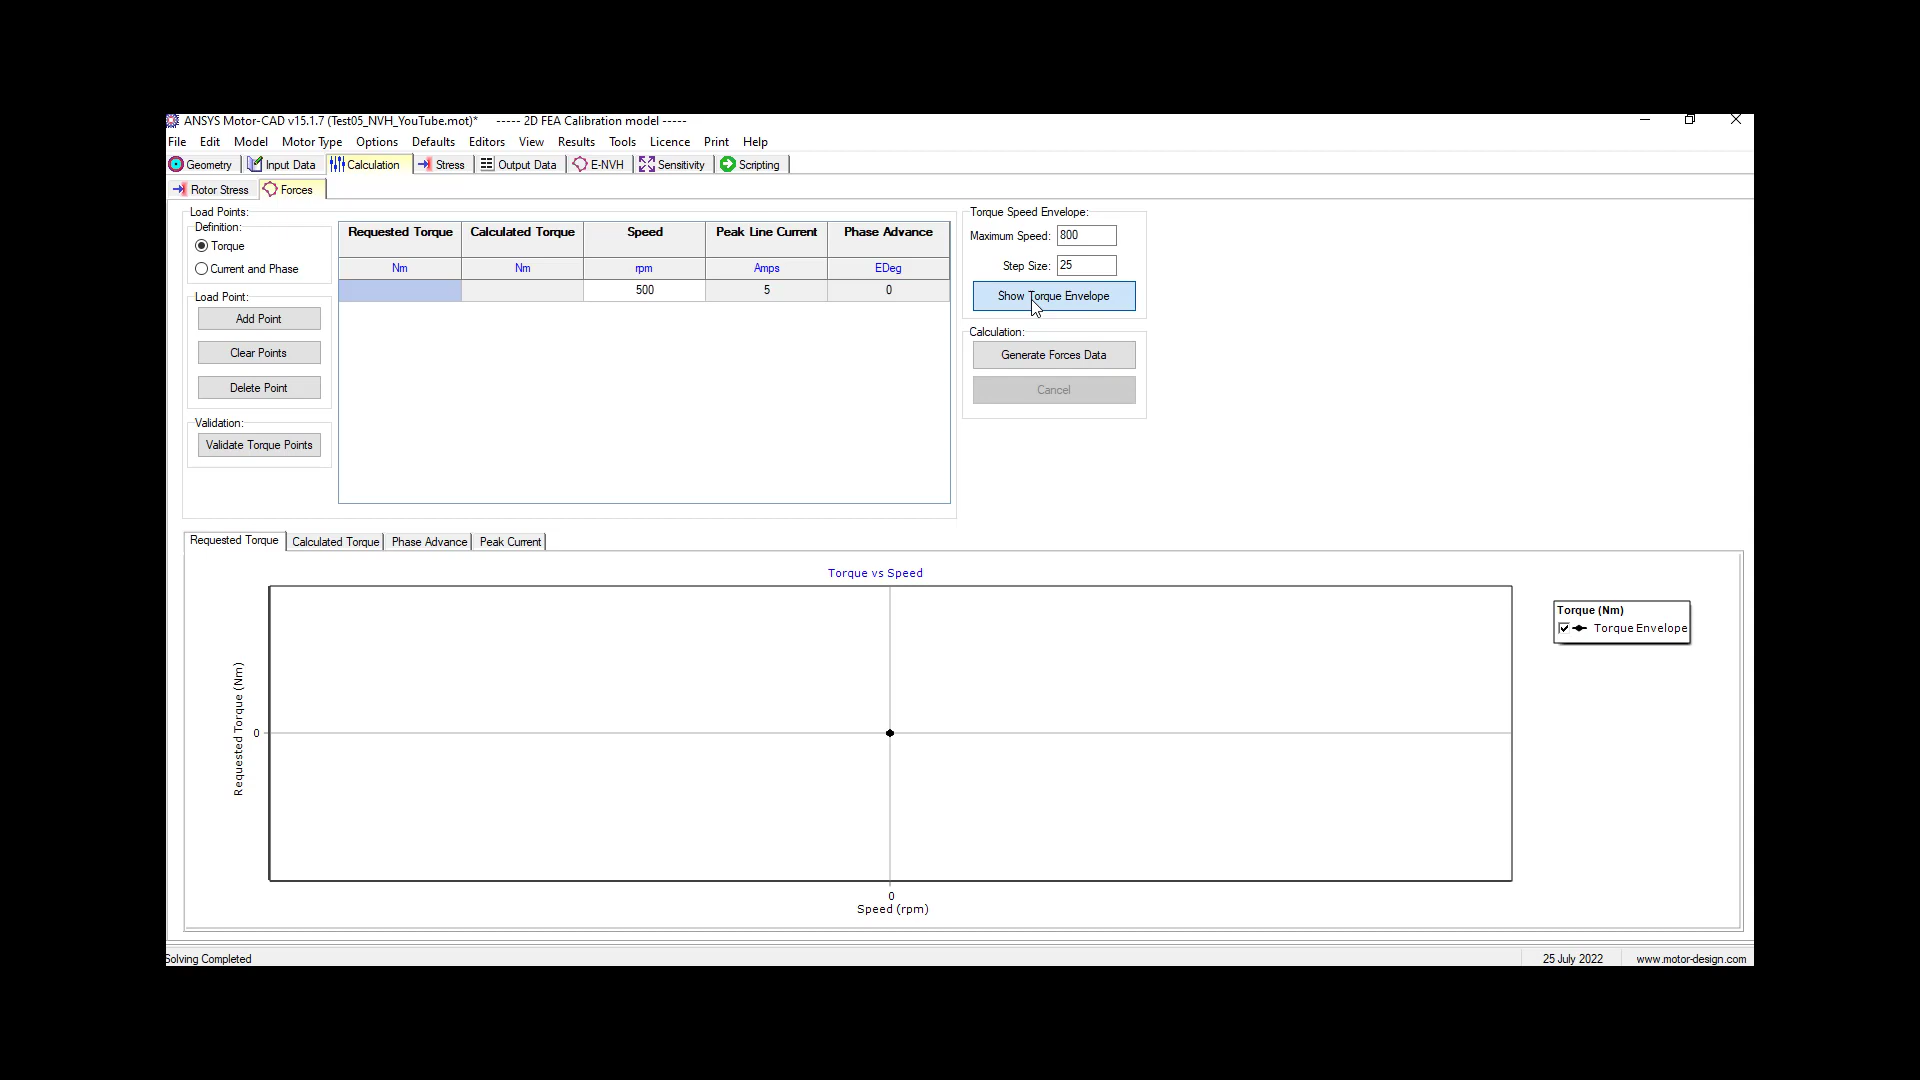 ANSYS Motor-CAD v15.1.7 (Test05_NVH_YouTube.mot)* ----- 2D FEA Calibration model -----
File Edit Model Motor Type Options Defaults Editors View Results Tools Licence Print Help
Geometry Input Data Calculation Stress Output Data E-NVH Sensitivity Scripting
Rotor Stress Forces
Load Points:
Definition:
Torque
Current and Phase
Load Point:
Add Point
Clear Points
Delete Point
Validation:
Validate Torque Points
Requested Torque Calculated Torque Speed Peak Line Current Phase Advance
Nm Nm rpm Amps EDeg
500 5 0
Torque Speed Envelope:
Maximum Speed: 800
Step Size: 25
Show Torque Envelope
Calculation:
Generate Forces Data
Cancel
Requested Torque Calculated Torque Phase Advance Peak Current
Torque vs Speed
Requested Torque (Nm)
0
0
Speed (rpm)
Torque (Nm)
Torque Envelope
Solving Completed 25 July 2022 www.motor-design.com